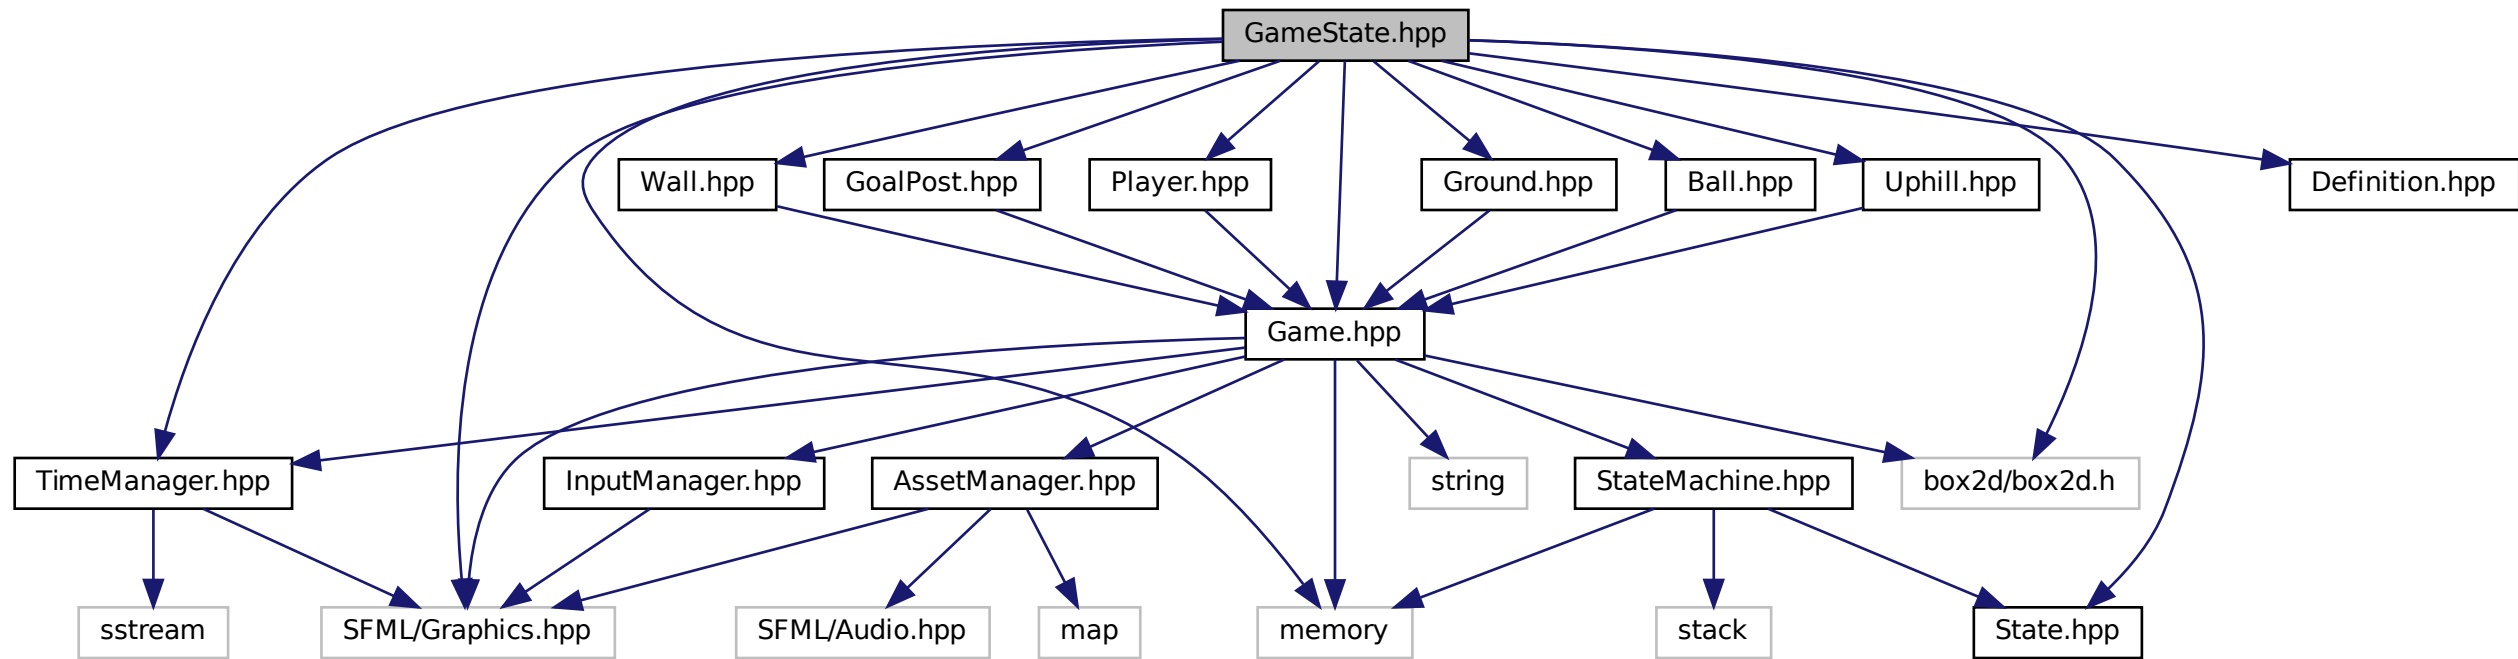 GameState.hpp
Wall.hpp
GoalPost.hpp
Player.hpp
Ground.hpp
Ball.hpp
Uphill.hpp
Definition.hpp
Game.hpp
TimeManager.hpp
InputManager.hpp
AssetManager.hpp
string
StateMachine.hpp
box2d/box2d.h
sstream
SFML/Graphics.hpp
SFML/Audio.hpp
map
memory
stack
State.hpp